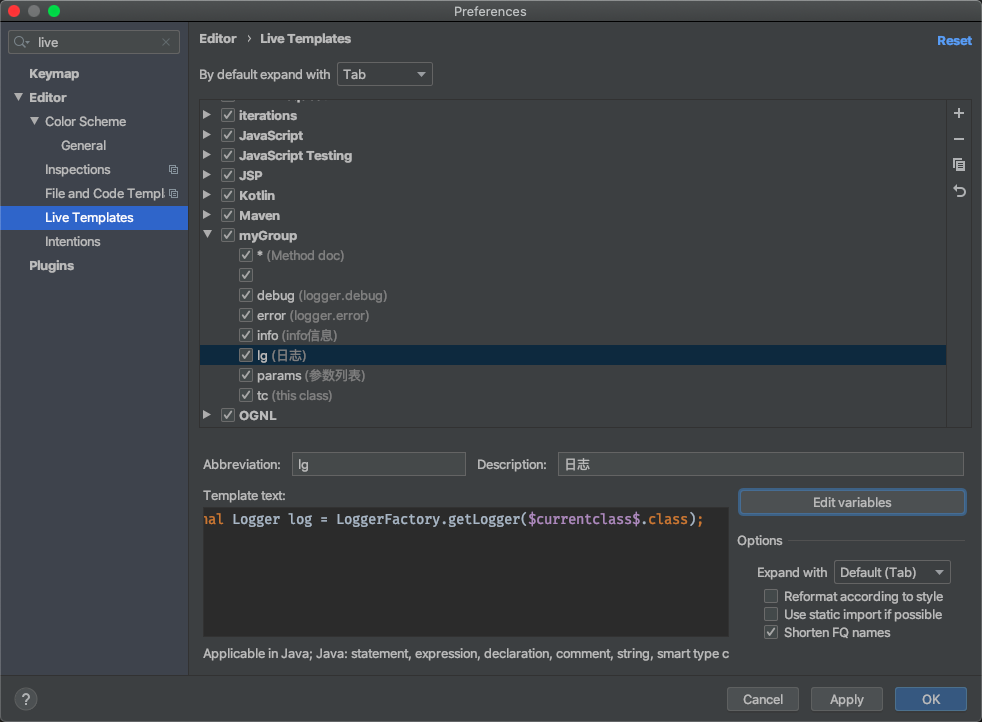 Preferences
live
Keymap
Editor
Color Scheme
General
Inspections
File and Code Templ
Live Templates
Intentions
Plugins
Editor › Live Templates
Reset
By default expand with Tab
iterations
JavaScript
JavaScript Testing
JSP
Kotlin
Maven
myGroup
* (Method doc)
debug (logger.debug)
error (logger.error)
info (info信息)
lg (日志)
params (参数列表)
tc (this class)
OGNL
Abbreviation: lg Description: 日志
Template text:
nal Logger log = LoggerFactory.getLogger($currentclass$.class);
Edit variables
Options
Expand with Default (Tab)
Reformat according to style
Use static import if possible
Shorten FQ names
Applicable in Java; Java: statement, expression, declaration, comment, string, smart type c
? Cancel Apply OK